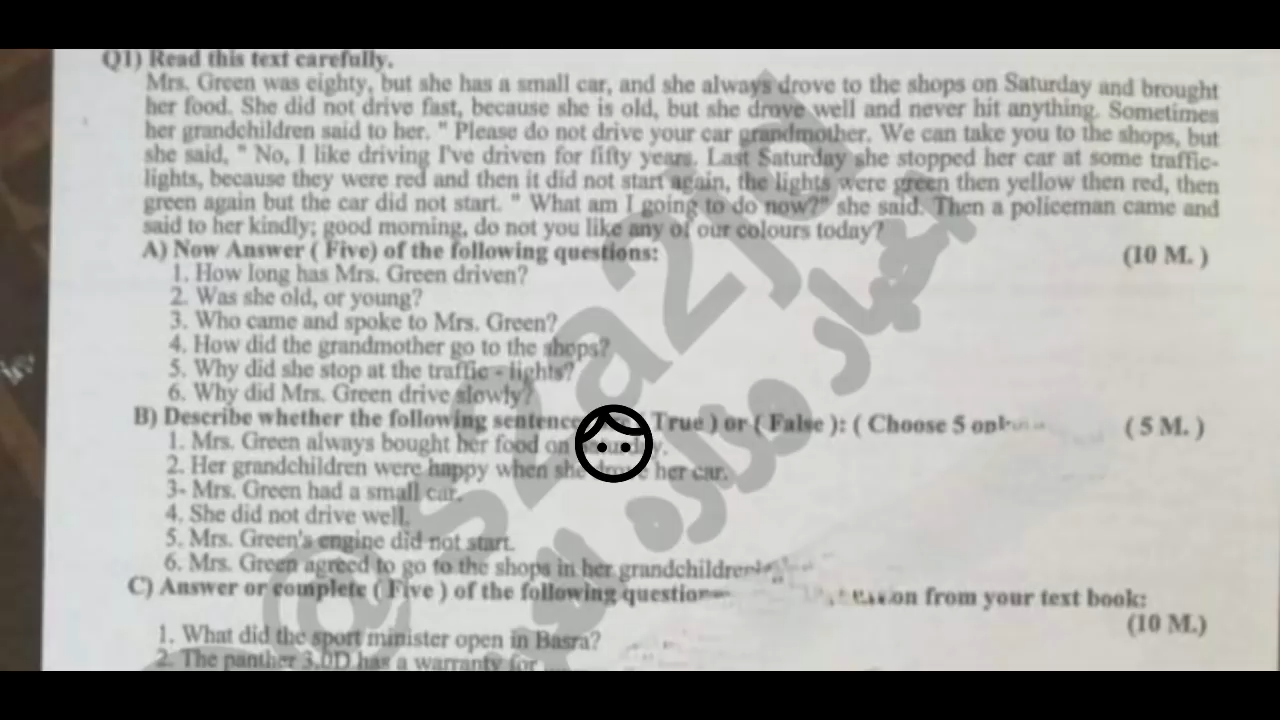 Q1) Read this text carefully.
Mrs. Green was eighty, but she has a small car, and she always drove to the shops on Saturday and brought
her food. She did not drive fast, because she is old, but she drove well and never hit anything. Sometimes
her grandchildren said to her. " Please do not drive your car grandmother. We can take you to the shops, but
she said, " No, I like driving I've driven for fifty years. Last Saturday she stopped her car at some traffic-
lights, because they were red and then it did not start again, the lights were green then yellow then red, then
green again but the car did not start. " What am I going to do now?" she said. Then a policeman came and
said to her kindly; good morning, do not you like any of our colours today?
A) Now Answer ( Five) of the following questions: (10 M. )
1. How long has Mrs. Green driven?
2. Was she old, or young?
3. Who came and spoke to Mrs. Green?
4. How did the grandmother go to the shops?
5. Why did she stop at the traffic - lights?
6. Why did Mrs. Green drive slowly?
B) Describe whether the following sentence True ) or ( False ): ( Choose 5 ( 5 M. )
1. Mrs. Green always bought her food on
2. Her grandchildren were happy when she drove her car.
3- Mrs. Green had a small car.
4. She did not drive well.
5. Mrs. Green's engine did not start.
6. Mrs. Green agreed to go to the shops in her
C) Answer or complete ( Five ) of the following from your text book:
(10 M.)
1. What did the sport minister open in Basra?
2. The panther 3.0D has a warranty for
@s2a2jd